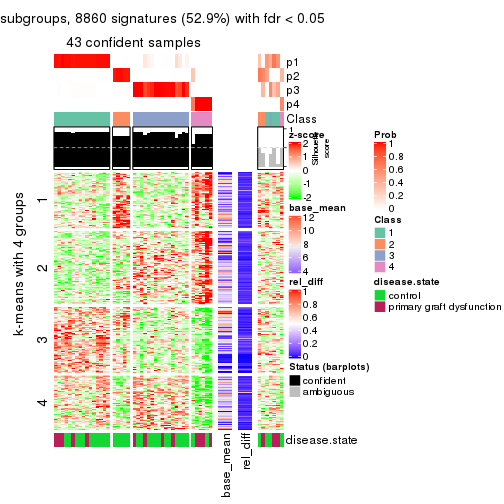 subgroups, 8860 signatures (52.9%) with fdr < 0.05
43 confident samples
p1
p2
p3
p4
Class
1
Silhouette
score
k-means with 4 groups
1
2
3
4
base_mean
rel_diff
disease.state
z-score
2
1
0
-1
-2
base_mean
12
10
8
6
4
rel_diff
1
0.8
0.6
0.4
0.2
0
Status (barplots)
confident
ambiguous
Prob
1
0.8
0.6
0.4
0.2
0
Class
1
2
3
4
disease.state
control
primary graft dysfunction